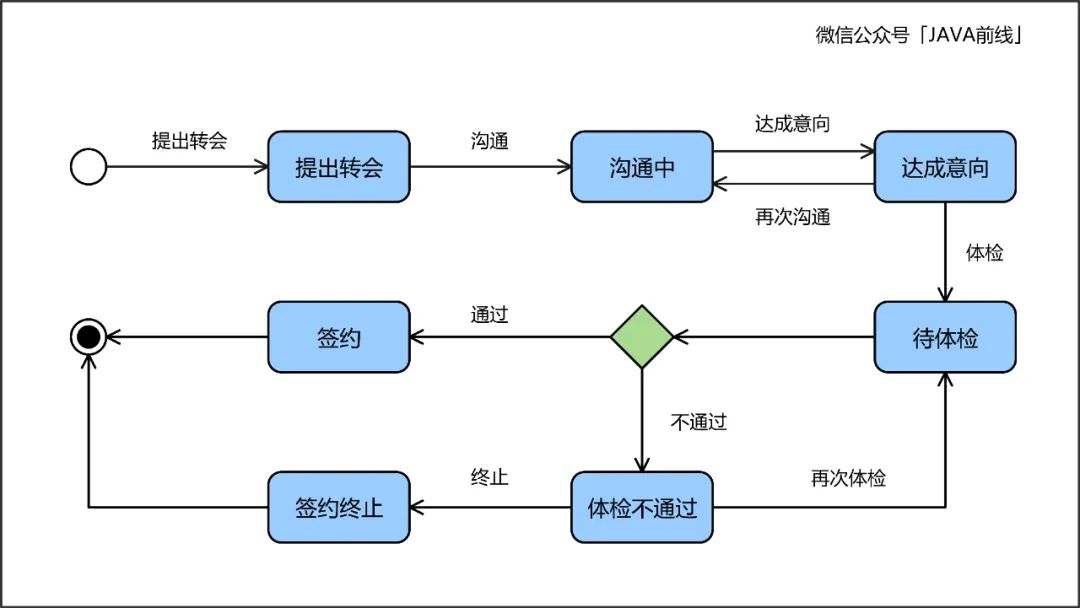 微信公众号「JAVA前线」
提出转会
提出转会
沟通
沟通中
达成意向
再次沟通
达成意向
体检
签约
通过
待体检
不通过
签约终止
终止
体检不通过
再次体检